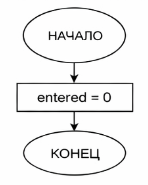 НАЧАЛО
entered = 0
КОНЕЦ